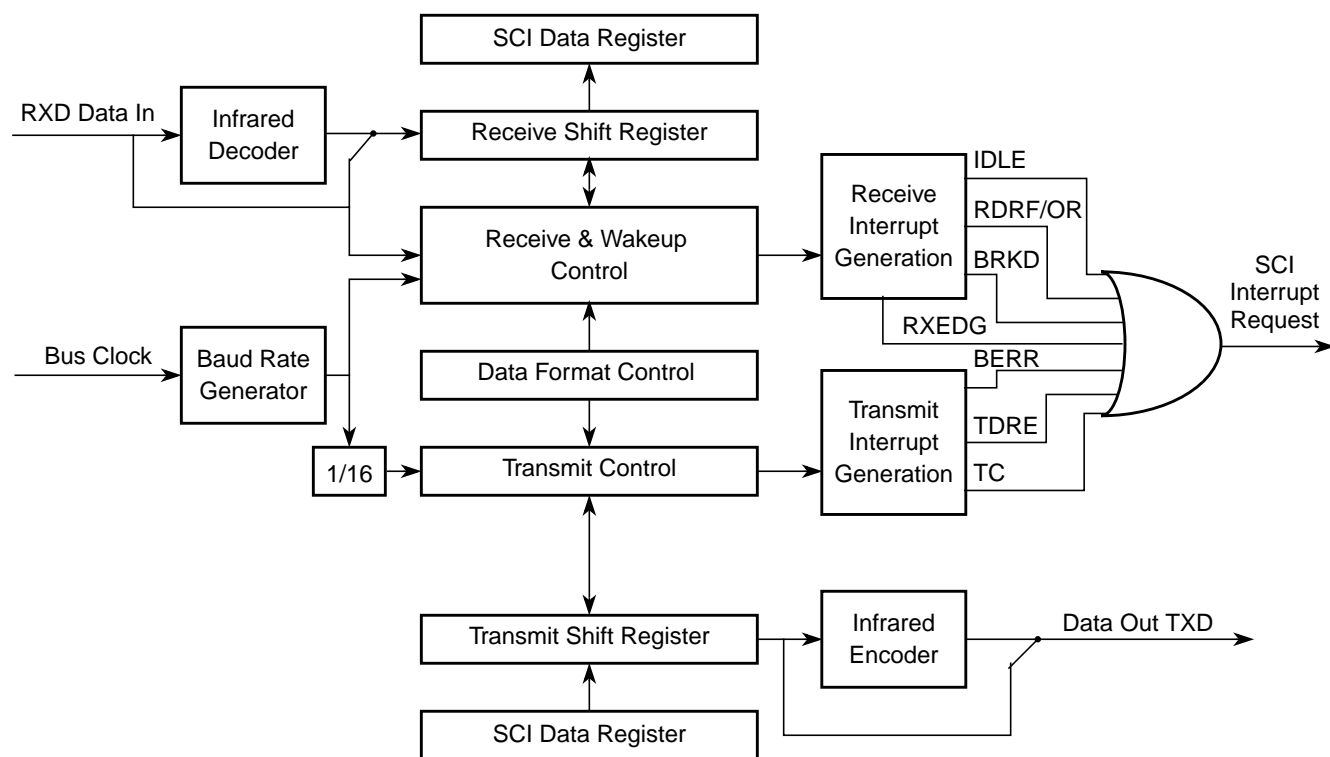 SCI Data Register
RXD Data In
Infrared
Decoder
Receive Shift Register
Receive & Wakeup
Control
Receive
Interrupt
Generation
IDLE
RDRF/OR
BRKD
RXEDG
SCI
Interrupt
Request
Bus Clock
Baud Rate
Generator
Data Format Control
BERR
Transmit
Interrupt
Generation
TDRE
TC
1/16
Transmit Control
Transmit Shift Register
Infrared
Encoder
Data Out TXD
SCI Data Register